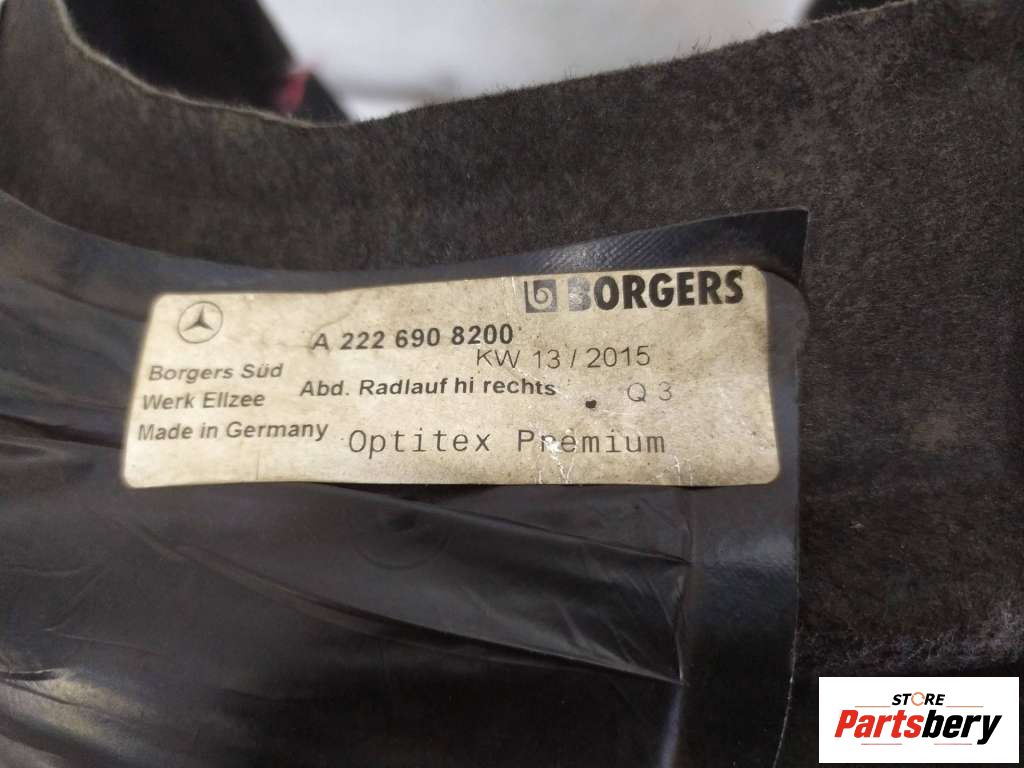 BORGERS
A 222 690 8200
KW 13 / 2015
Borgers Süd
Abd. Radlauf hi rechts
Q 3
Werk Ellzee
Made in Germany
Optitex Premium
STORE
Partsbery